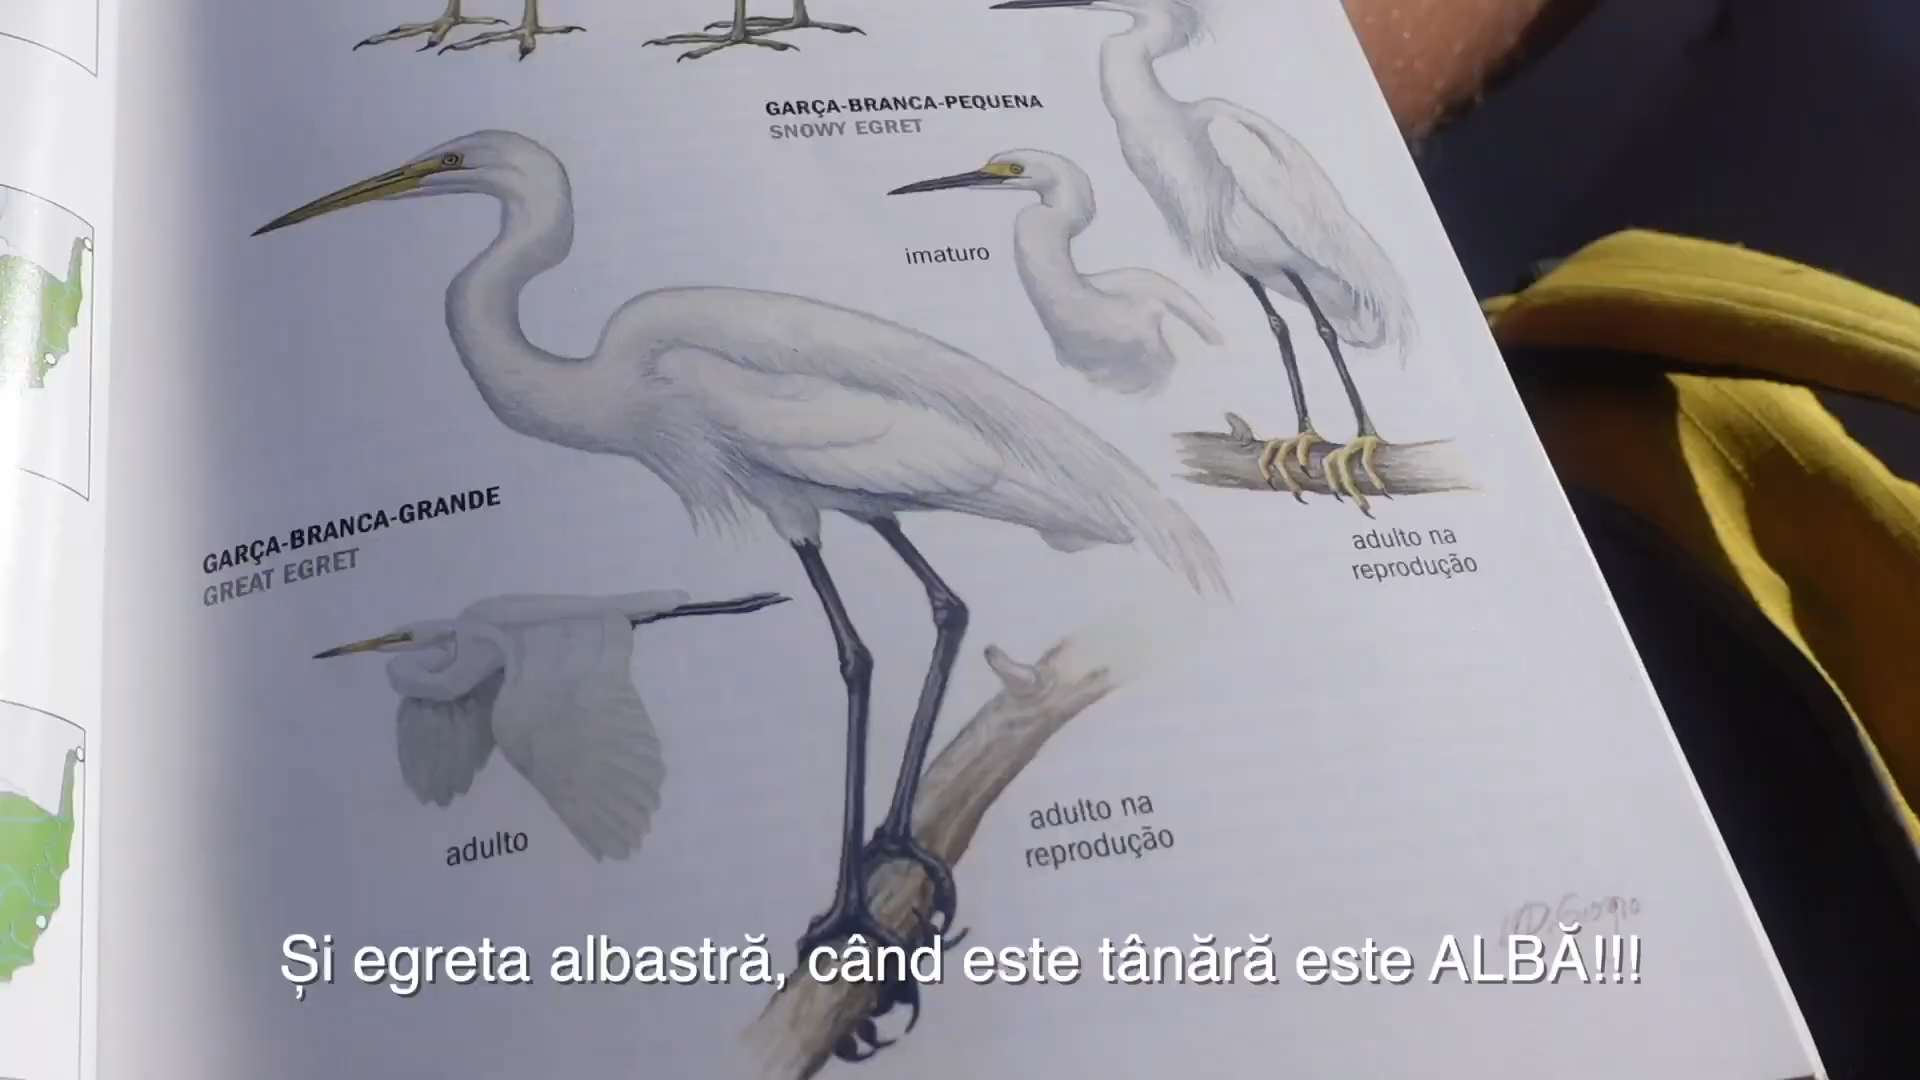 GARÇA-BRANCA-PEQUENA
SNOWY EGRET
imaturo
GARÇA-BRANCA-GRANDE
GREAT EGRET
adulto na
reprodução
adulto na
reprodução
adulto
Și egreta albastră, când este tânără este ALBĂ!!!